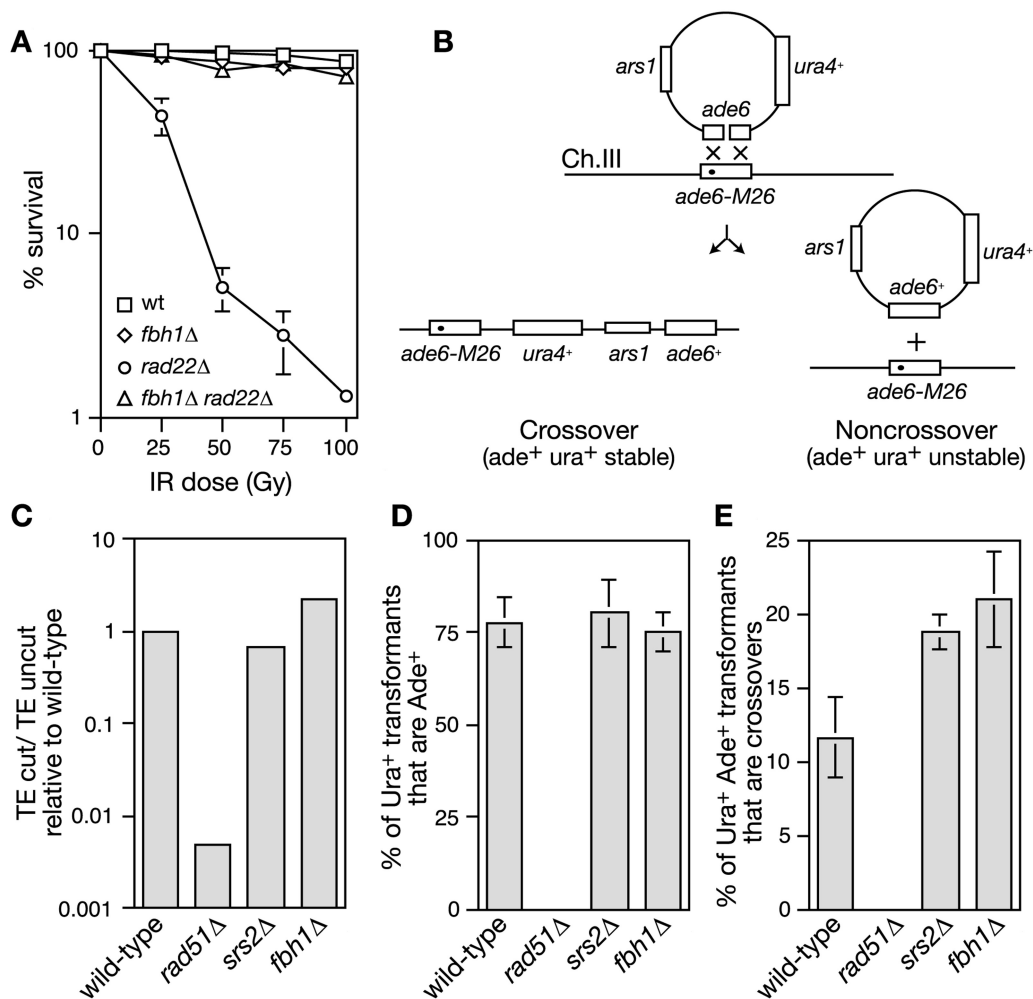 A
100
10
1
% survival
wt
fbh1Δ
rad22Δ
fbh1Δ rad22Δ
0 25 50 75 100
IR dose (Gy)
B
ars1
ura4+
ade6
Ch.III
ade6-M26
ars1
ura4+
ade6+
+
ade6-M26
ade6-M26 ura4+ ars1 ade6+
Crossover
(ade+ ura+ stable)
Noncrossover
(ade+ ura+ unstable)
C
10
1
0.1
0.01
0.001
TE cut/ TE uncut
relative to wild-type
wild-type
rad51Δ
srs2Δ
fbh1Δ
D
100
75
50
25
0
% of Ura+ transformants
that are Ade+
wild-type
rad51Δ
srs2Δ
fbh1Δ
E
25
20
15
10
5
0
% of Ura+ Ade+ transformants
that are crossovers
wild-type
rad51Δ
srs2Δ
fbh1Δ